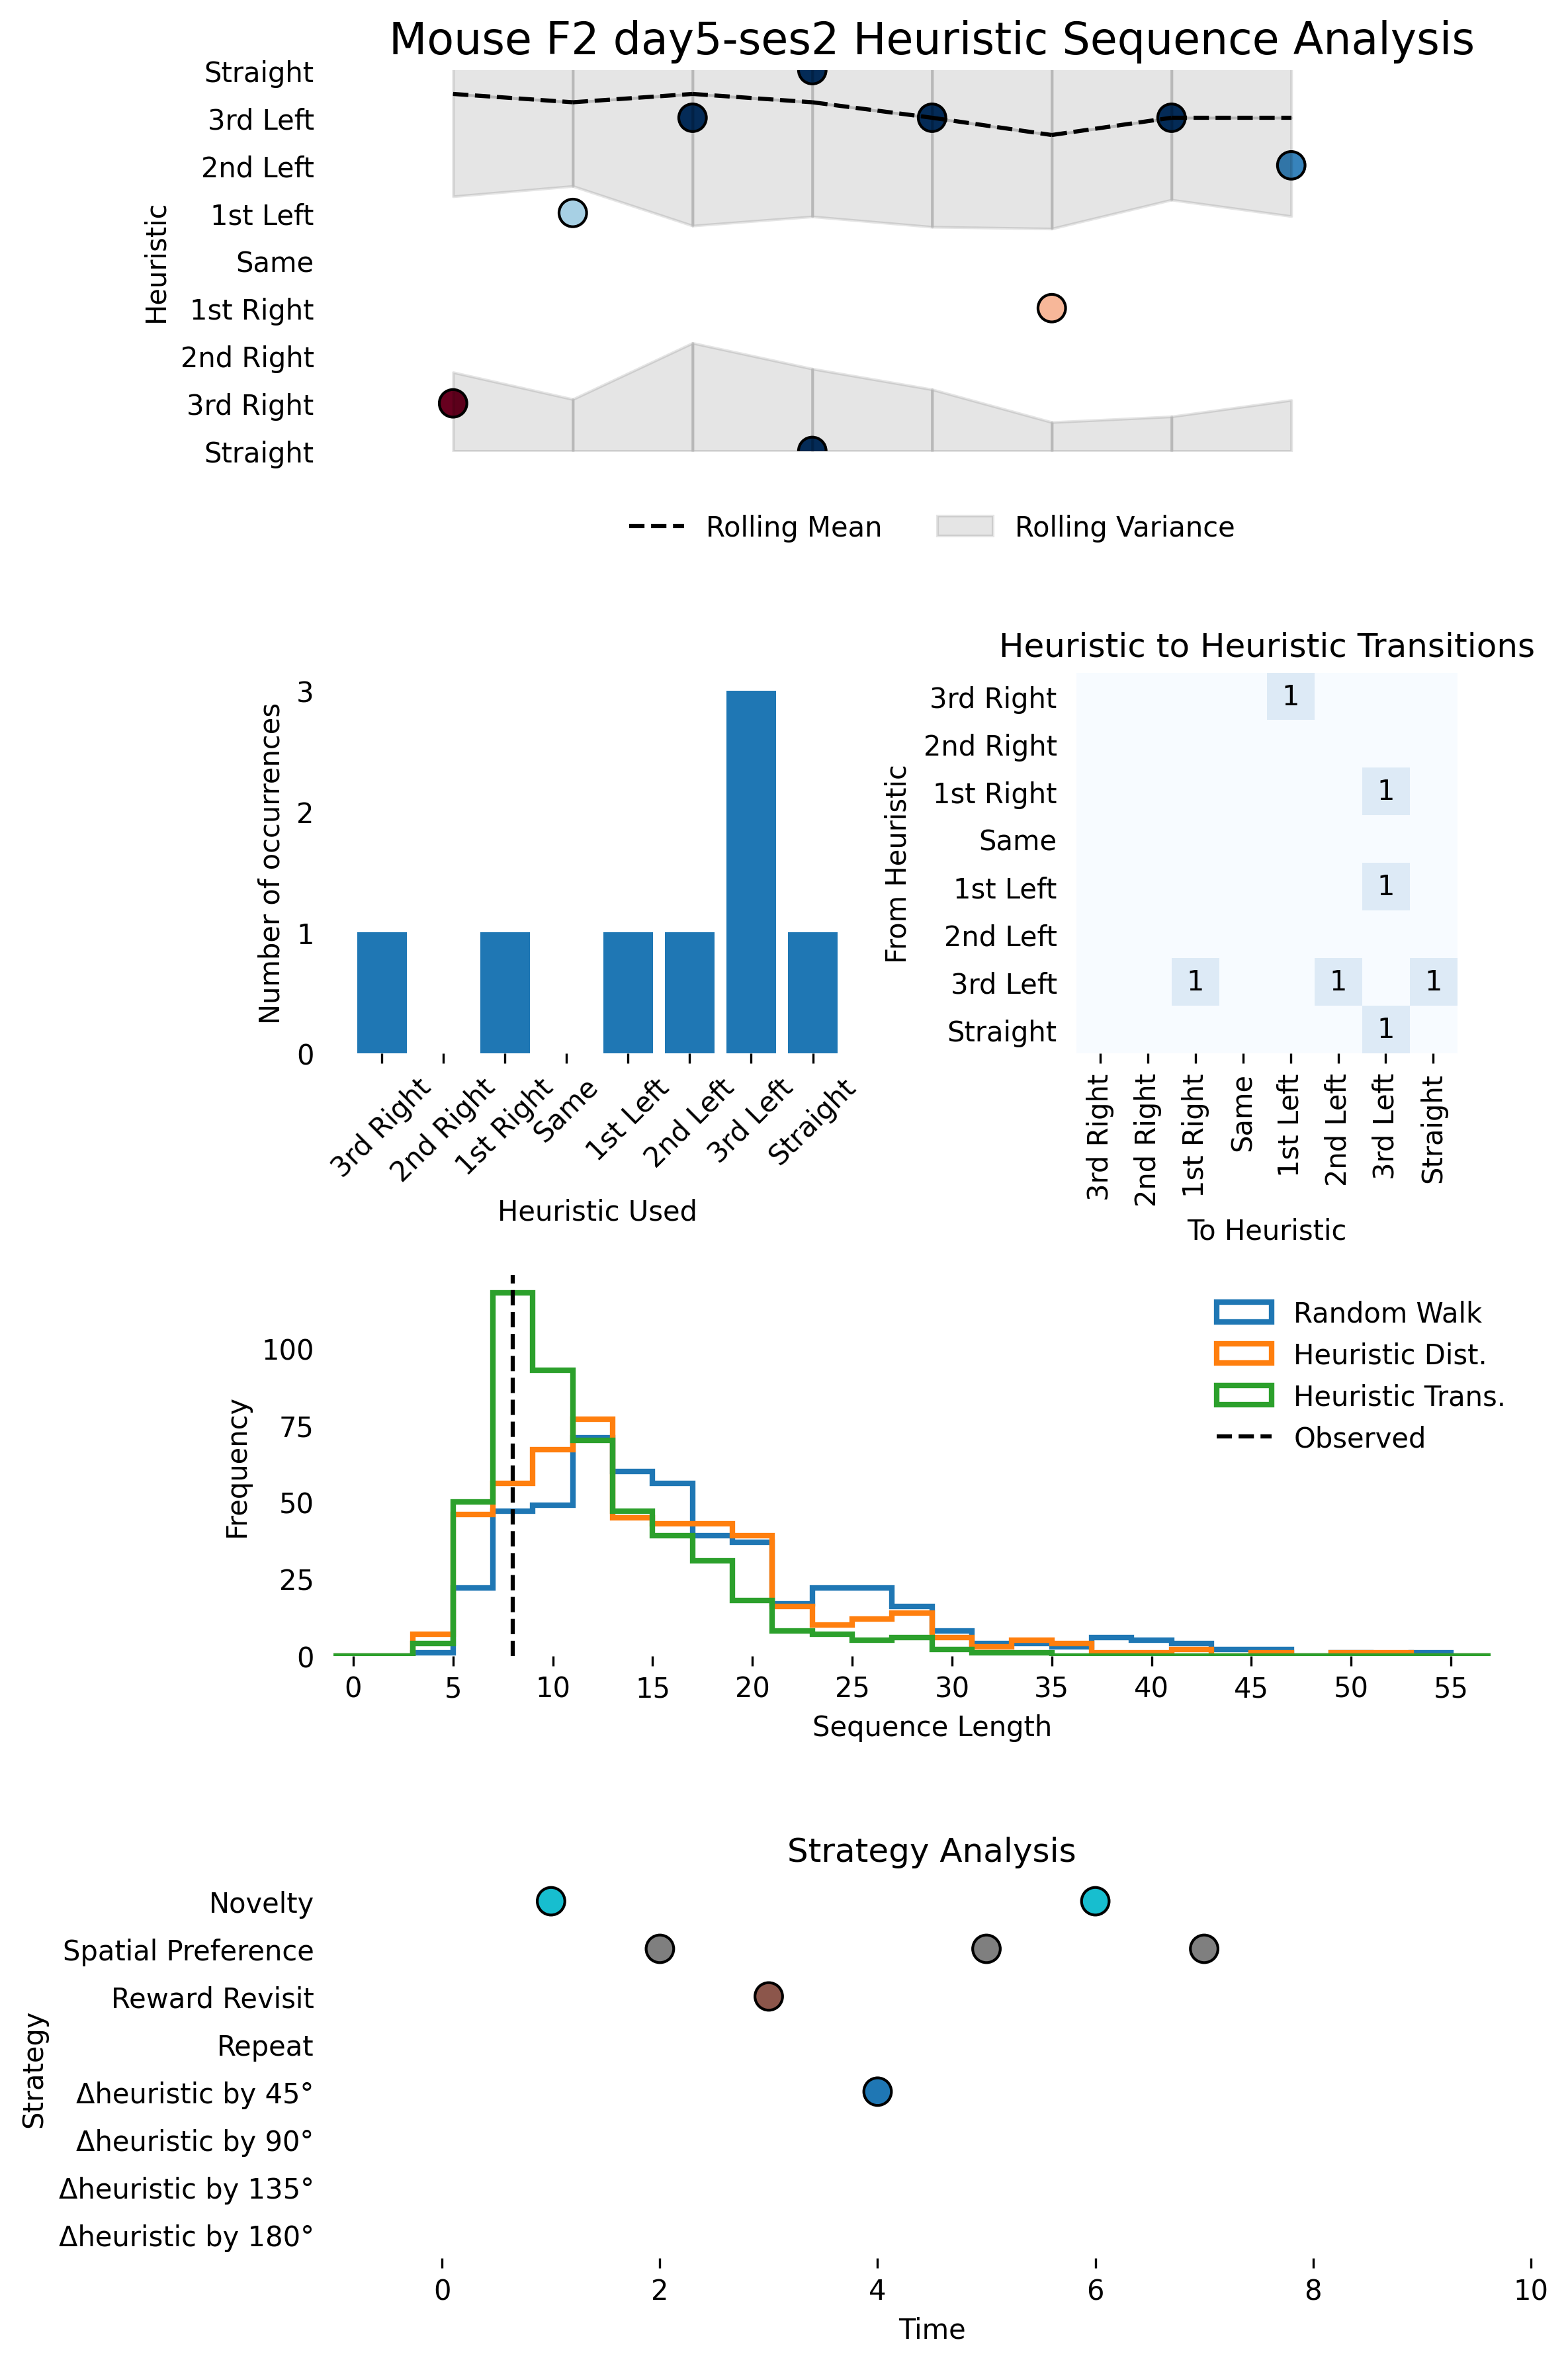 Mouse F2 day5-ses2 Heuristic Sequence Analysis
Heuristic
Straight
3rd Left
2nd Left
1st Left
Same
1st Right
2nd Right
3rd Right
Straight
Rolling Mean
Rolling Variance
Number of occurrences
3
2
1
0
3rd Right
2nd Right
1st Right
Same
1st Left
2nd Left
3rd Left
Straight
Heuristic Used
Heuristic to Heuristic Transitions
From Heuristic
3rd Right
2nd Right
1st Right
Same
1st Left
2nd Left
3rd Left
Straight
1
1
1
1 1 1
1
3rd Right
2nd Right
1st Right
Same
1st Left
2nd Left
3rd Left
Straight
To Heuristic
Frequency
100
75
50
25
0
0 5 10 15 20 25 30 35 40 45 50 55
Sequence Length
Random Walk
Heuristic Dist.
Heuristic Trans.
Observed
Strategy Analysis
Strategy
Novelty
Spatial Preference
Reward Revisit
Repeat
Δheuristic by 45°
Δheuristic by 90°
Δheuristic by 135°
Δheuristic by 180°
0 2 4 6 8 10
Time